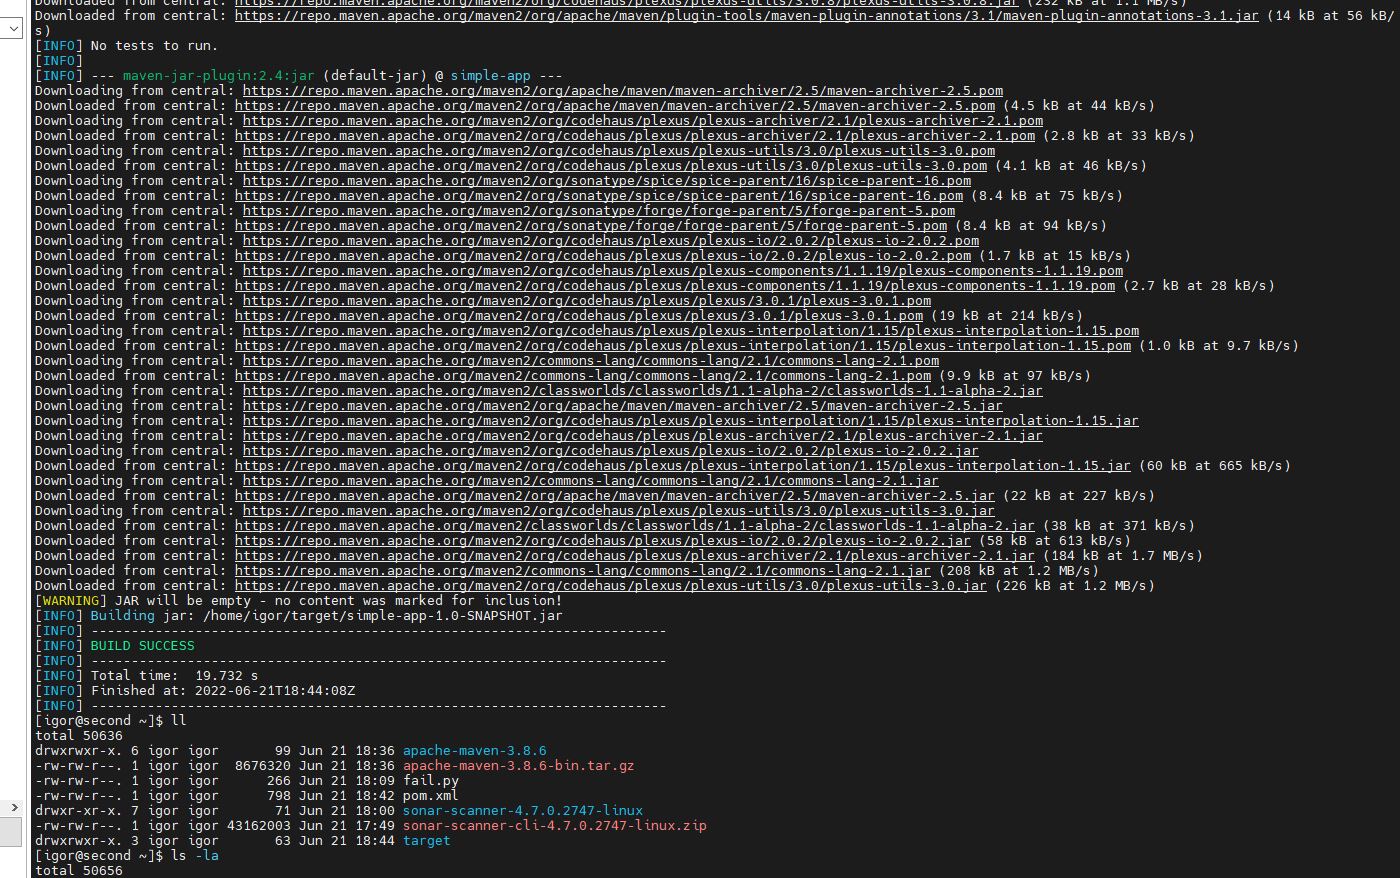 Downloaded from central: https://repo.maven.apache.org/maven2/org/codehaus/plexus/plexus-utils/3.0.8/plexus-utils-3.0.8.jar (232 kB at 1.1 MB/s)
Downloaded from central: https://repo.maven.apache.org/maven2/org/apache/maven/plugin-tools/maven-plugin-annotations/3.1/maven-plugin-annotations-3.1.jar (14 kB at 56 kB/
s)
[INFO] No tests to run.
[INFO]
[INFO] --- maven-jar-plugin:2.4:jar (default-jar) @ simple-app ---
Downloading from central: https://repo.maven.apache.org/maven2/org/apache/maven/maven-archiver/2.5/maven-archiver-2.5.pom
Downloaded from central: https://repo.maven.apache.org/maven2/org/apache/maven/maven-archiver/2.5/maven-archiver-2.5.pom (4.5 kB at 44 kB/s)
Downloading from central: https://repo.maven.apache.org/maven2/org/codehaus/plexus/plexus-archiver/2.1/plexus-archiver-2.1.pom
Downloaded from central: https://repo.maven.apache.org/maven2/org/codehaus/plexus/plexus-archiver/2.1/plexus-archiver-2.1.pom (2.8 kB at 33 kB/s)
Downloading from central: https://repo.maven.apache.org/maven2/org/codehaus/plexus/plexus-utils/3.0/plexus-utils-3.0.pom
Downloaded from central: https://repo.maven.apache.org/maven2/org/codehaus/plexus/plexus-utils/3.0/plexus-utils-3.0.pom (4.1 kB at 46 kB/s)
Downloading from central: https://repo.maven.apache.org/maven2/org/sonatype/spice/spice-parent/16/spice-parent-16.pom
Downloaded from central: https://repo.maven.apache.org/maven2/org/sonatype/spice/spice-parent/16/spice-parent-16.pom (8.4 kB at 75 kB/s)
Downloading from central: https://repo.maven.apache.org/maven2/org/sonatype/forge/forge-parent/5/forge-parent-5.pom
Downloaded from central: https://repo.maven.apache.org/maven2/org/sonatype/forge/forge-parent/5/forge-parent-5.pom (8.4 kB at 94 kB/s)
Downloading from central: https://repo.maven.apache.org/maven2/org/codehaus/plexus/plexus-io/2.0.2/plexus-io-2.0.2.pom
Downloaded from central: https://repo.maven.apache.org/maven2/org/codehaus/plexus/plexus-io/2.0.2/plexus-io-2.0.2.pom (1.7 kB at 15 kB/s)
Downloading from central: https://repo.maven.apache.org/maven2/org/codehaus/plexus/plexus-components/1.1.19/plexus-components-1.1.19.pom
Downloaded from central: https://repo.maven.apache.org/maven2/org/codehaus/plexus/plexus-components/1.1.19/plexus-components-1.1.19.pom (2.7 kB at 28 kB/s)
Downloading from central: https://repo.maven.apache.org/maven2/org/codehaus/plexus/plexus/3.0.1/plexus-3.0.1.pom
Downloaded from central: https://repo.maven.apache.org/maven2/org/codehaus/plexus/plexus/3.0.1/plexus-3.0.1.pom (19 kB at 214 kB/s)
Downloading from central: https://repo.maven.apache.org/maven2/org/codehaus/plexus/plexus-interpolation/1.15/plexus-interpolation-1.15.pom
Downloaded from central: https://repo.maven.apache.org/maven2/org/codehaus/plexus/plexus-interpolation/1.15/plexus-interpolation-1.15.pom (1.0 kB at 9.7 kB/s)
Downloading from central: https://repo.maven.apache.org/maven2/commons-lang/commons-lang/2.1/commons-lang-2.1.pom
Downloaded from central: https://repo.maven.apache.org/maven2/commons-lang/commons-lang/2.1/commons-lang-2.1.pom (9.9 kB at 97 kB/s)
Downloading from central: https://repo.maven.apache.org/maven2/classworlds/classworlds/1.1-alpha-2/classworlds-1.1-alpha-2.jar
Downloading from central: https://repo.maven.apache.org/maven2/org/apache/maven/maven-archiver/2.5/maven-archiver-2.5.jar
Downloading from central: https://repo.maven.apache.org/maven2/org/codehaus/plexus/plexus-interpolation/1.15/plexus-interpolation-1.15.jar
Downloading from central: https://repo.maven.apache.org/maven2/org/codehaus/plexus/plexus-archiver/2.1/plexus-archiver-2.1.jar
Downloading from central: https://repo.maven.apache.org/maven2/org/codehaus/plexus/plexus-io/2.0.2/plexus-io-2.0.2.jar
Downloaded from central: https://repo.maven.apache.org/maven2/org/codehaus/plexus/plexus-interpolation/1.15/plexus-interpolation-1.15.jar (60 kB at 665 kB/s)
Downloading from central: https://repo.maven.apache.org/maven2/commons-lang/commons-lang/2.1/commons-lang-2.1.jar
Downloaded from central: https://repo.maven.apache.org/maven2/org/apache/maven/maven-archiver/2.5/maven-archiver-2.5.jar (22 kB at 227 kB/s)
Downloading from central: https://repo.maven.apache.org/maven2/org/codehaus/plexus/plexus-utils/3.0/plexus-utils-3.0.jar
Downloaded from central: https://repo.maven.apache.org/maven2/classworlds/classworlds/1.1-alpha-2/classworlds-1.1-alpha-2.jar (38 kB at 371 kB/s)
Downloaded from central: https://repo.maven.apache.org/maven2/org/codehaus/plexus/plexus-io/2.0.2/plexus-io-2.0.2.jar (58 kB at 613 kB/s)
Downloaded from central: https://repo.maven.apache.org/maven2/org/codehaus/plexus/plexus-archiver/2.1/plexus-archiver-2.1.jar (184 kB at 1.7 MB/s)
Downloaded from central: https://repo.maven.apache.org/maven2/commons-lang/commons-lang/2.1/commons-lang-2.1.jar (208 kB at 1.2 MB/s)
Downloaded from central: https://repo.maven.apache.org/maven2/org/codehaus/plexus/plexus-utils/3.0/plexus-utils-3.0.jar (226 kB at 1.2 MB/s)
[WARNING] JAR will be empty - no content was marked for inclusion!
[INFO] Building jar: /home/igor/target/simple-app-1.0-SNAPSHOT.jar
[INFO] ------------------------------------------------------------------------
[INFO] BUILD SUCCESS
[INFO] ------------------------------------------------------------------------
[INFO] Total time:  19.732 s
[INFO] Finished at: 2022-06-21T18:44:08Z
[INFO] ------------------------------------------------------------------------
[igor@second ~]$ ll
total 50636
drwxrwxr-x. 6 igor igor       99 Jun 21 18:36 apache-maven-3.8.6
-rw-rw-r--. 1 igor igor  8676320 Jun 21 18:36 apache-maven-3.8.6-bin.tar.gz
-rw-rw-r--. 1 igor igor      266 Jun 21 18:09 fail.py
-rw-rw-r--. 1 igor igor      798 Jun 21 18:42 pom.xml
drwxr-xr-x. 7 igor igor       71 Jun 21 18:00 sonar-scanner-4.7.0.2747-linux
-rw-rw-r--. 1 igor igor 43162003 Jun 21 17:49 sonar-scanner-cli-4.7.0.2747-linux.zip
drwxrwxr-x. 3 igor igor       63 Jun 21 18:44 target
[igor@second ~]$ ls -la
total 50656